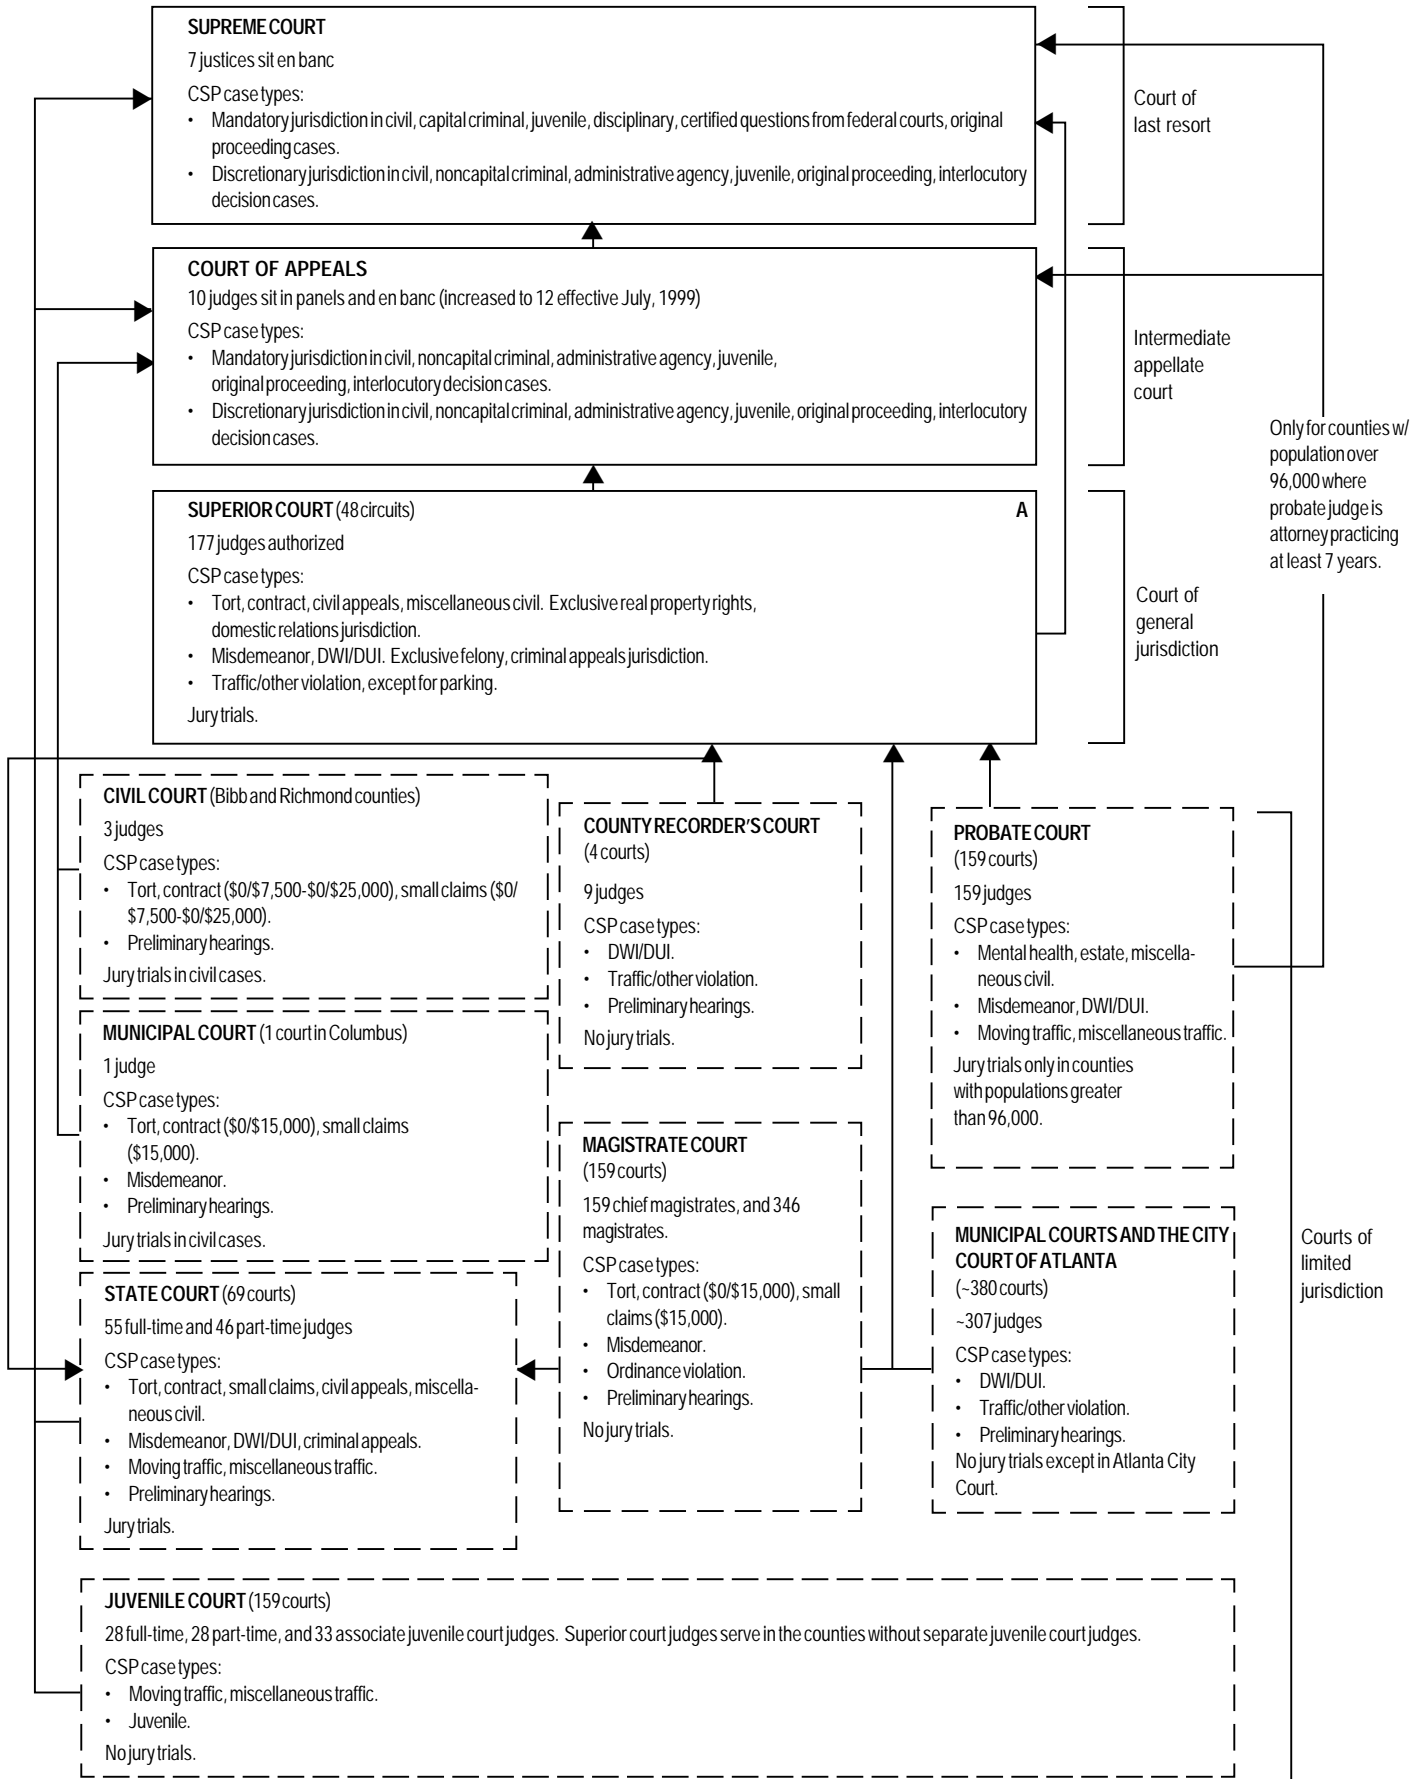 SUPREME COURT
7 justices sit en banc
CSP case types:
• Mandatory jurisdiction in civil, capital criminal, juvenile, disciplinary, certified questions from federal courts, original
proceeding cases.
• Discretionary jurisdiction in civil, noncapital criminal, administrative agency, juvenile, original proceeding, interlocutory
decision cases.
Court of
last resort
COURT OF APPEALS
10 judges sit in panels and en banc (increased to 12 effective July, 1999)
CSP case types:
• Mandatory jurisdiction in civil, noncapital criminal, administrative agency, juvenile,
original proceeding, interlocutory decision cases.
• Discretionary jurisdiction in civil, noncapital criminal, administrative agency, juvenile, original proceeding, interlocutory
decision cases.
Intermediate
appellate
court
Only for counties w/
population over
96,000 where
probate judge is
attorney practicing
at least 7 years.
SUPERIOR COURT (48 circuits)
A
177 judges authorized
CSP case types:
• Tort, contract, civil appeals, miscellaneous civil. Exclusive real property rights,
domestic relations jurisdiction.
• Misdemeanor, DWI/DUI. Exclusive felony, criminal appeals jurisdiction.
• Traffic/other violation, except for parking.
Jury trials.
Court of
general
jurisdiction
CIVIL COURT (Bibb and Richmond counties)
3 judges
CSP case types:
• Tort, contract ($0/$7,500-$0/$25,000), small claims ($0/
$7,500-$0/$25,000).
• Preliminary hearings.
Jury trials in civil cases.
COUNTY RECORDER'S COURT
(4 courts)
9 judges
CSP case types:
• DWI/DUI.
• Traffic/other violation.
• Preliminary hearings.
No jury trials.
PROBATE COURT
(159 courts)
159 judges
CSP case types:
• Mental health, estate, miscella-
neous civil.
• Misdemeanor, DWI/DUI.
• Moving traffic, miscellaneous traffic.
Jury trials only in counties
with populations greater
than 96,000.
MUNICIPAL COURT (1 court in Columbus)
1 judge
CSP case types:
• Tort, contract ($0/$15,000), small claims
($15,000).
• Misdemeanor.
• Preliminary hearings.
Jury trials in civil cases.
MAGISTRATE COURT
(159 courts)
159 chief magistrates, and 346
magistrates.
CSP case types:
• Tort, contract ($0/$15,000), small
claims ($15,000).
• Misdemeanor.
• Ordinance violation.
• Preliminary hearings.
No jury trials.
MUNICIPAL COURTS AND THE CITY
COURT OF ATLANTA
(~380 courts)
~307 judges
CSP case types:
• DWI/DUI.
• Traffic/other violation.
• Preliminary hearings.
No jury trials except in Atlanta City
Court.
Courts of
limited
jurisdiction
STATE COURT (69 courts)
55 full-time and 46 part-time judges
CSP case types:
• Tort, contract, small claims, civil appeals, miscella-
neous civil.
• Misdemeanor, DWI/DUI, criminal appeals.
• Moving traffic, miscellaneous traffic.
• Preliminary hearings.
Jury trials.
JUVENILE COURT (159 courts)
28 full-time, 28 part-time, and 33 associate juvenile court judges. Superior court judges serve in the counties without separate juvenile court judges.
CSP case types:
• Moving traffic, miscellaneous traffic.
• Juvenile.
No jury trials.